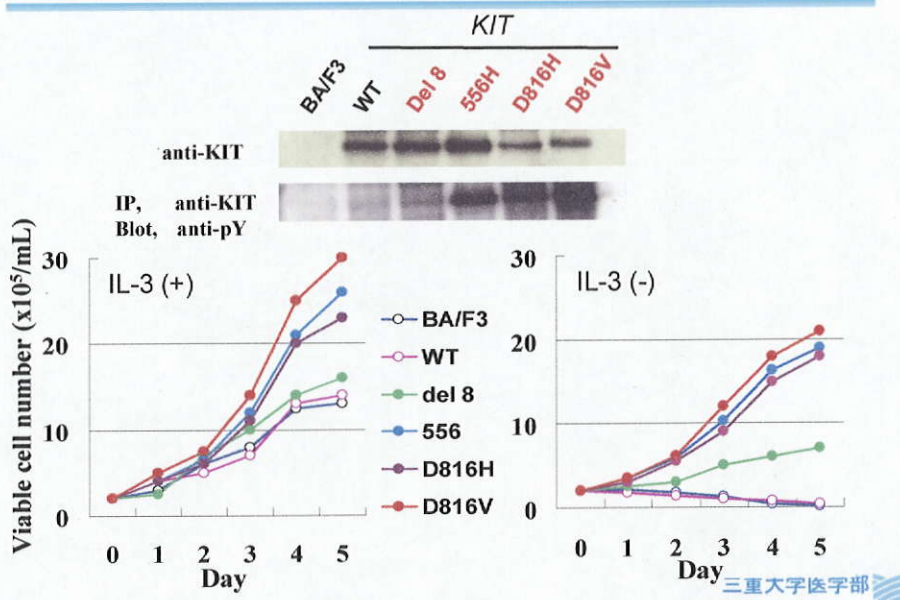 KIT
BA/F3 WT Del 8 556H D816H D816V
anti-KIT
IP, anti-KIT
Blot, anti-pY
Viable cell number (x10⁵/mL)
IL-3 (+)
30
20
10
0
0 1 2 3 4 5
Day
BA/F3
WT
del 8
556
D816H
D816V
IL-3 (-)
30
20
10
0
0 1 2 3 4 5
Day
三重大学医学部